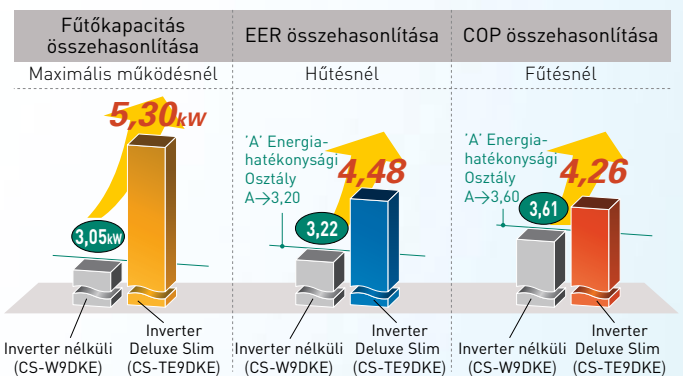 Fűtőkapacitás
összehasonlítása
Maximális működésnél
5,30kW
3,05kW
Inverter nélküli
(CS-W9DKE)
Inverter
Deluxe Slim
(CS-TE9DKE)
EER összehasonlítása
Hűtésnél
'A' Energia-
hatékonysági
Osztály
A→3,20
4,48
3,22
Inverter nélküli
(CS-W9DKE)
Inverter
Deluxe Slim
(CS-TE9DKE)
COP összehasonlítása
Fűtésnél
'A' Energia-
hatékonysági
Osztály
A→3,60
4,26
3,61
Inverter nélküli
(CS-W9DKE)
Inverter
Deluxe Slim
(CS-TE9DKE)